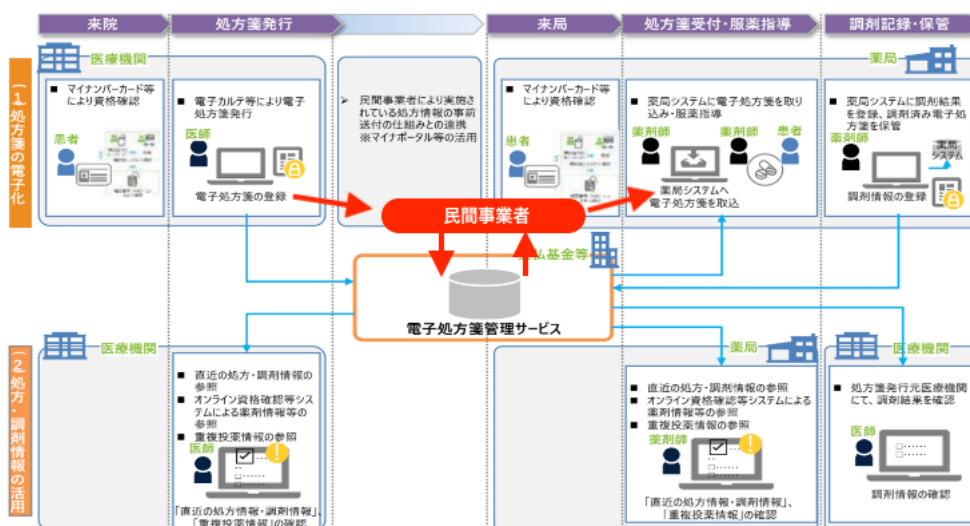 来院
処方箋発行
来局
処方箋受付・服薬指導
調剤記録・保管
(1)処方箋の電子化
医療機関
薬局
■ マイナンバーカード等
により資格確認
患者
■ 電子カルテ等により電子
処方箋発行
医師
電子処方箋の登録
➢ 民間事業者により実施さ
れている処方情報の事前
送付の仕組みとの連携
※マイナポータル等の活用
■ マイナンバーカード等
により資格確認
患者
■ 薬局システムに電子処方箋を取り
込み・服薬指導
薬剤師
薬剤師
患者
薬局システムへ
電子処方箋を取込
■ 薬局システムに調剤結果
を登録、調剤済み電子処
方箋を保管
薬剤師
薬局
システム
調剤情報の登録
民間事業者
払基金等
電子処方箋管理サービス
(2)処方・調剤情報の活用
医療機関
■ 直近の処方・調剤情報の
参照
■ オンライン資格確認等シス
テムによる薬剤情報等の
参照
■ 重複投薬情報の参照
医師
「直近の処方情報・調剤情報」、
「重複投薬情報」の確認
薬局
■ 直近の処方・調剤情報の参照
■ オンライン資格確認等システムによる
薬剤情報等の参照
■ 重複投薬情報の参照
薬剤師
「直近の処方情報・調剤情報」、
「重複投薬情報」の確認
医療機関
■ 処方箋発行元医療機関
にて、調剤結果を確認
医師
調剤情報の確認